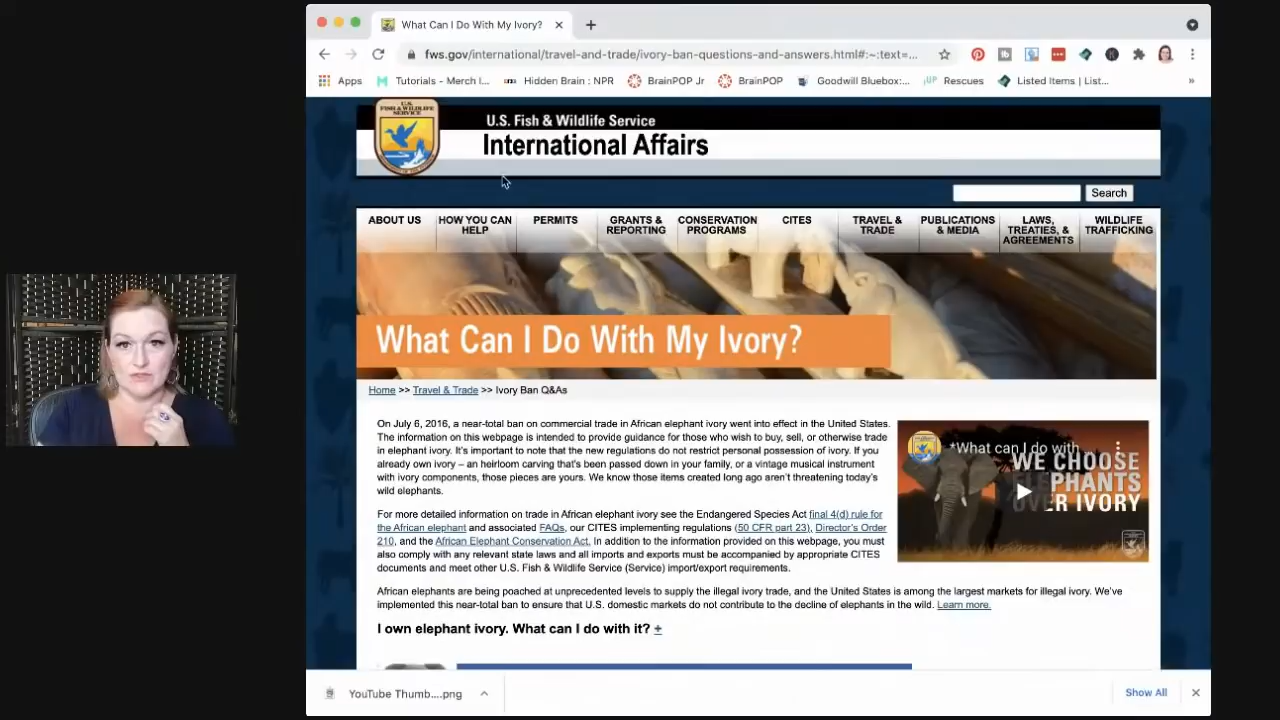 What Can I Do With My Ivory?
fws.gov/international/travel-and-trade/ivory-ban-questions-and-answers.html#:~:text=...
Apps Tutorials - Merch I... Hidden Brain : NPR BrainPOP Jr BrainPOP Goodwill Bluebox:... Rescues Listed Items | List... »
U.S. FISH & WILDLIFE SERVICE
U.S. Fish & Wildlife Service
International Affairs
Search
ABOUT US HOW YOU CAN HELP PERMITS GRANTS & REPORTING CONSERVATION PROGRAMS CITES TRAVEL & TRADE PUBLICATIONS & MEDIA LAWS, TREATIES, & AGREEMENTS WILDLIFE TRAFFICKING
What Can I Do With My Ivory?
Home >> Travel & Trade >> Ivory Ban Q&As
On July 6, 2016, a near-total ban on commercial trade in African elephant ivory went into effect in the United States.
The information on this webpage is intended to provide guidance for those who wish to buy, sell, or otherwise trade
in elephant ivory. It's important to note that the new regulations do not restrict personal possession of ivory. If you
already own ivory – an heirloom carving that's been passed down in your family, or a vintage musical instrument
with ivory components, those pieces are yours. We know those items created long ago aren't threatening today's
wild elephants.
*What can I do with ...
WE CHOOSE
ELEPHANTS
OVER IVORY
For more detailed information on trade in African elephant ivory see the Endangered Species Act final 4(d) rule for
the African elephant and associated FAQs, our CITES implementing regulations (50 CFR part 23), Director's Order
210, and the African Elephant Conservation Act. In addition to the information provided on this webpage, you must
also comply with any relevant state laws and all imports and exports must be accompanied by appropriate CITES
documents and meet other U.S. Fish & Wildlife Service (Service) import/export requirements.
African elephants are being poached at unprecedented levels to supply the illegal ivory trade, and the United States is among the largest markets for illegal ivory. We've
implemented this near-total ban to ensure that U.S. domestic markets do not contribute to the decline of elephants in the wild. Learn more.
I own elephant ivory. What can I do with it? +
YouTube Thumb....png
Show All